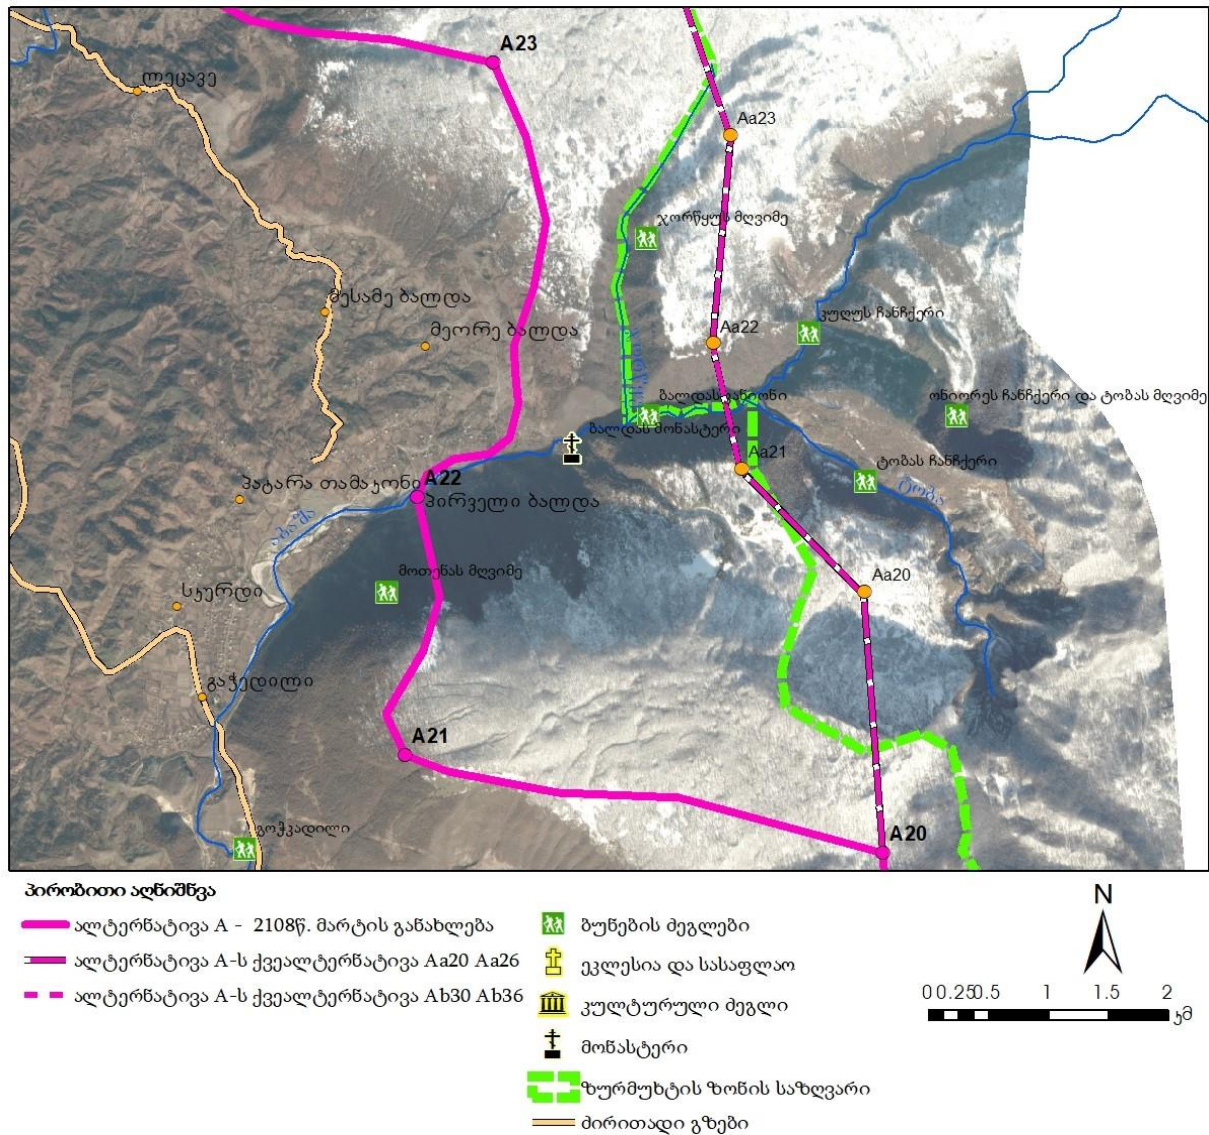 A23
ლეცავე
Aa23
ჯორწყუს მღვიმე
მესამე ბალდა
მეორე ბალდა
Aa22
კუღუს ჩანჩქერი
ბალდას კანიონი
ონიორეს ჩანჩქერი და ტობას მღვიმე
ბალდას მონასტერი
Aa21
ტობას ჩანჩქერი
ტობა
A22
პატარა თამაკონი
პირველი ბალდა
აბაშა
მოთენას მღვიმე
Aa20
სკურდი
გაჭედილი
A21
გოჭკადილი
A20
პირობითი აღნიშნვა
ალტერნატივა A - 2108წ. მარტის განახლება
ალტერნატივა A-ს ქვეალტერნატივა Aa20 Aa26
ალტერნატივა A-ს ქვეალტერნატივა Ab30 Ab36
ბუნების ძეგლები
ეკლესია და სასაფლაო
კულტურული ძეგლი
მონასტერი
ზურმუხტის ზონის საზღვარი
ძირითადი გზები
N
0 0.25 0.5 1 1.5 2
კმ